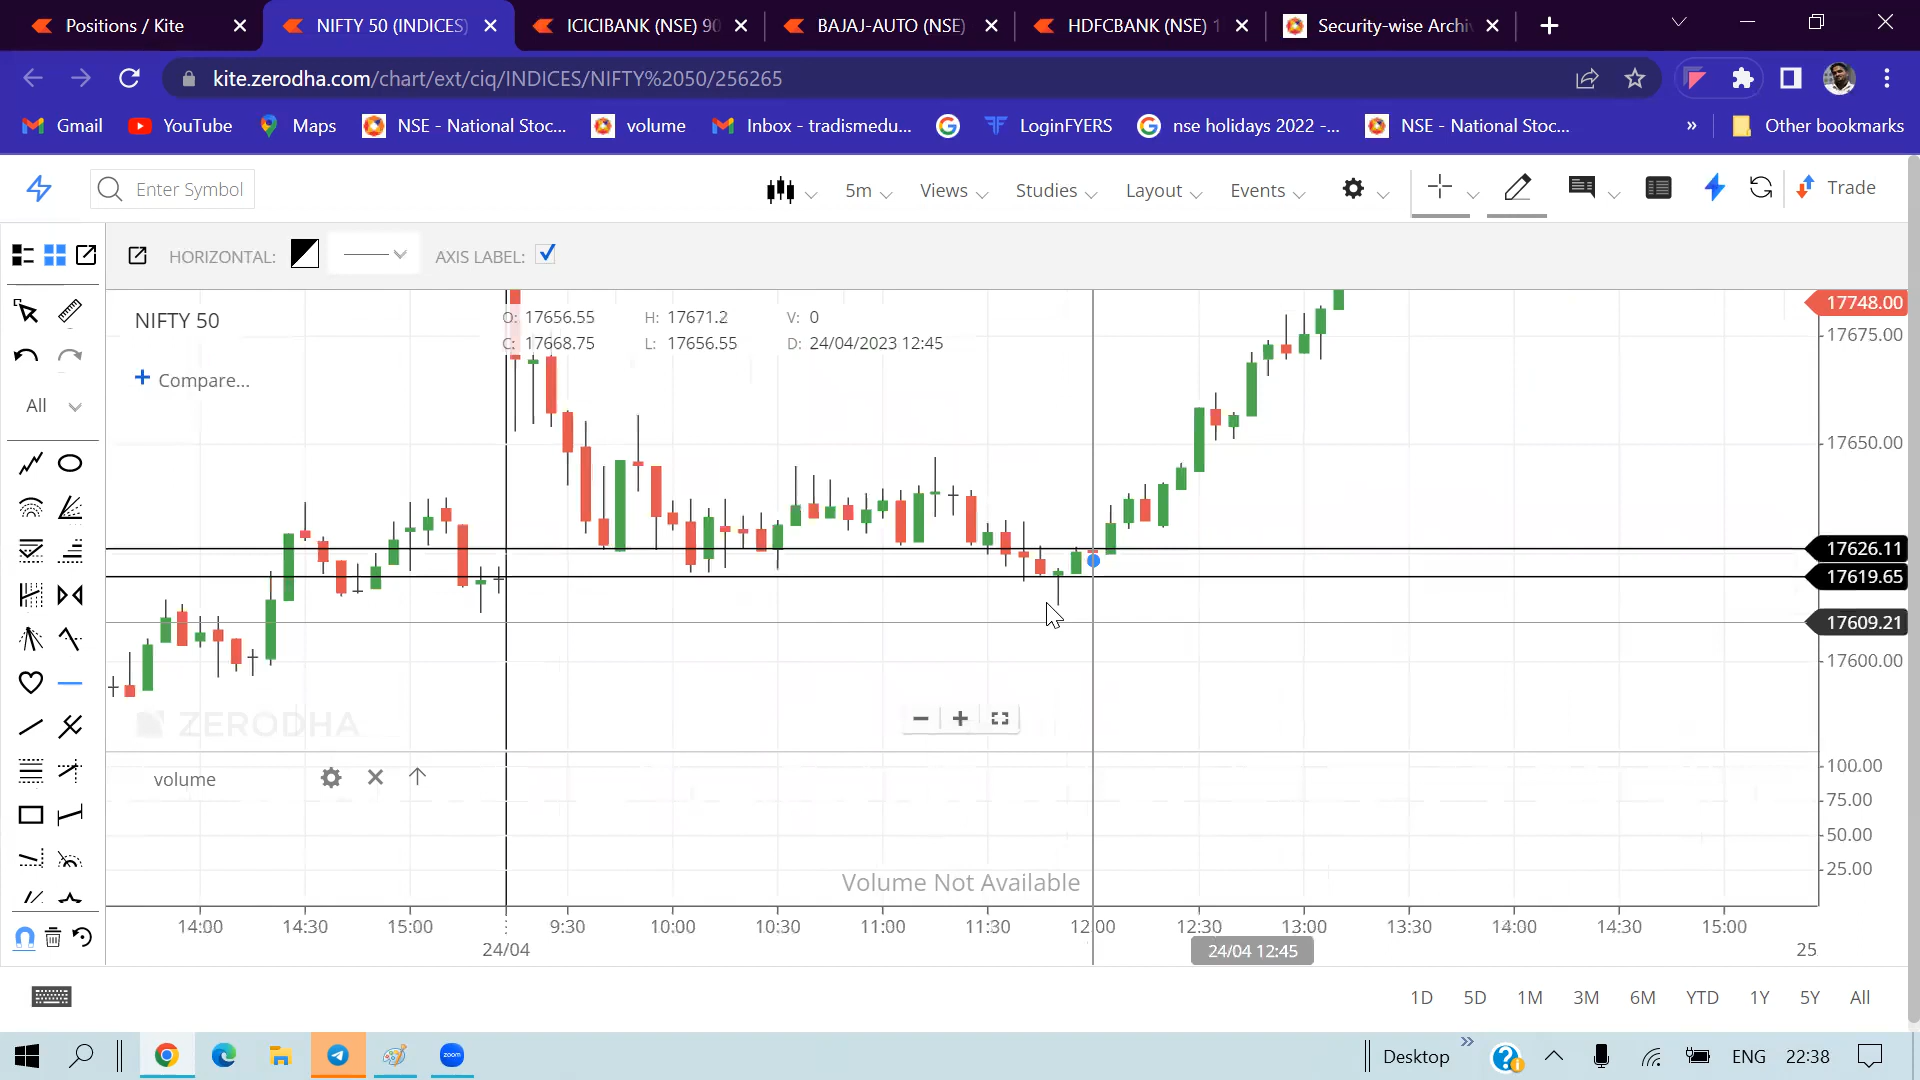 Positions / Kite
NIFTY 50 (INDICES)
ICICIBANK (NSE) 90
BAJAJ-AUTO (NSE)
HDFCBANK (NSE) 1
Security-wise Archi
kite.zerodha.com/chart/ext/ciq/INDICES/NIFTY%2050/256265
Gmail
YouTube
Maps
NSE - National Stoc...
volume
Inbox - tradismedu...
LoginFYERS
nse holidays 2022 -...
NSE - National Stoc...
»
Other bookmarks
Enter Symbol
5m
Views
Studies
Layout
Events
Trade
HORIZONTAL:
AXIS LABEL:
NIFTY 50
O: 17656.55 H: 17671.2 V: 0
C: 17668.75 L: 17656.55 D: 24/04/2023 12:45
+ Compare...
All
17748.00
17675.00
17650.00
17626.11
17619.65
17609.21
17600.00
ZERODHA
volume
100.00
75.00
50.00
25.00
Volume Not Available
14:00 14:30 15:00 9:30 10:00 10:30 11:00 11:30 12:00 12:30 13:00 13:30 14:00 14:30 15:00
24/04
24/04 12:45
25
1D 5D 1M 3M 6M YTD 1Y 5Y All
zoom
Desktop
»
ENG
22:38